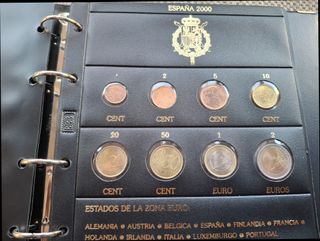 ESPAÑA 2000
1 2 5 10
CENT CENT CENT CENT
20 50 1 2
CENT CENT EURO EUROS
ESTADOS DE LA ZONA EURO:
ALEMANIA ● AUSTRIA ● BELGICA ● ESPAÑA ● FINLANDIA ● FRANCIA ●
HOLANDA ● IRLANDA ● ITALIA ● LUXEMBURGO ● PORTUGAL